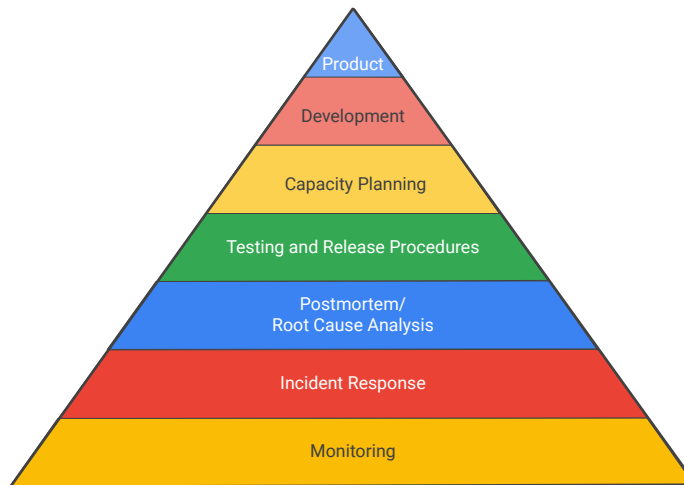 Product
Development
Capacity Planning
Testing and Release Procedures
Postmortem/
Root Cause Analysis
Incident Response
Monitoring